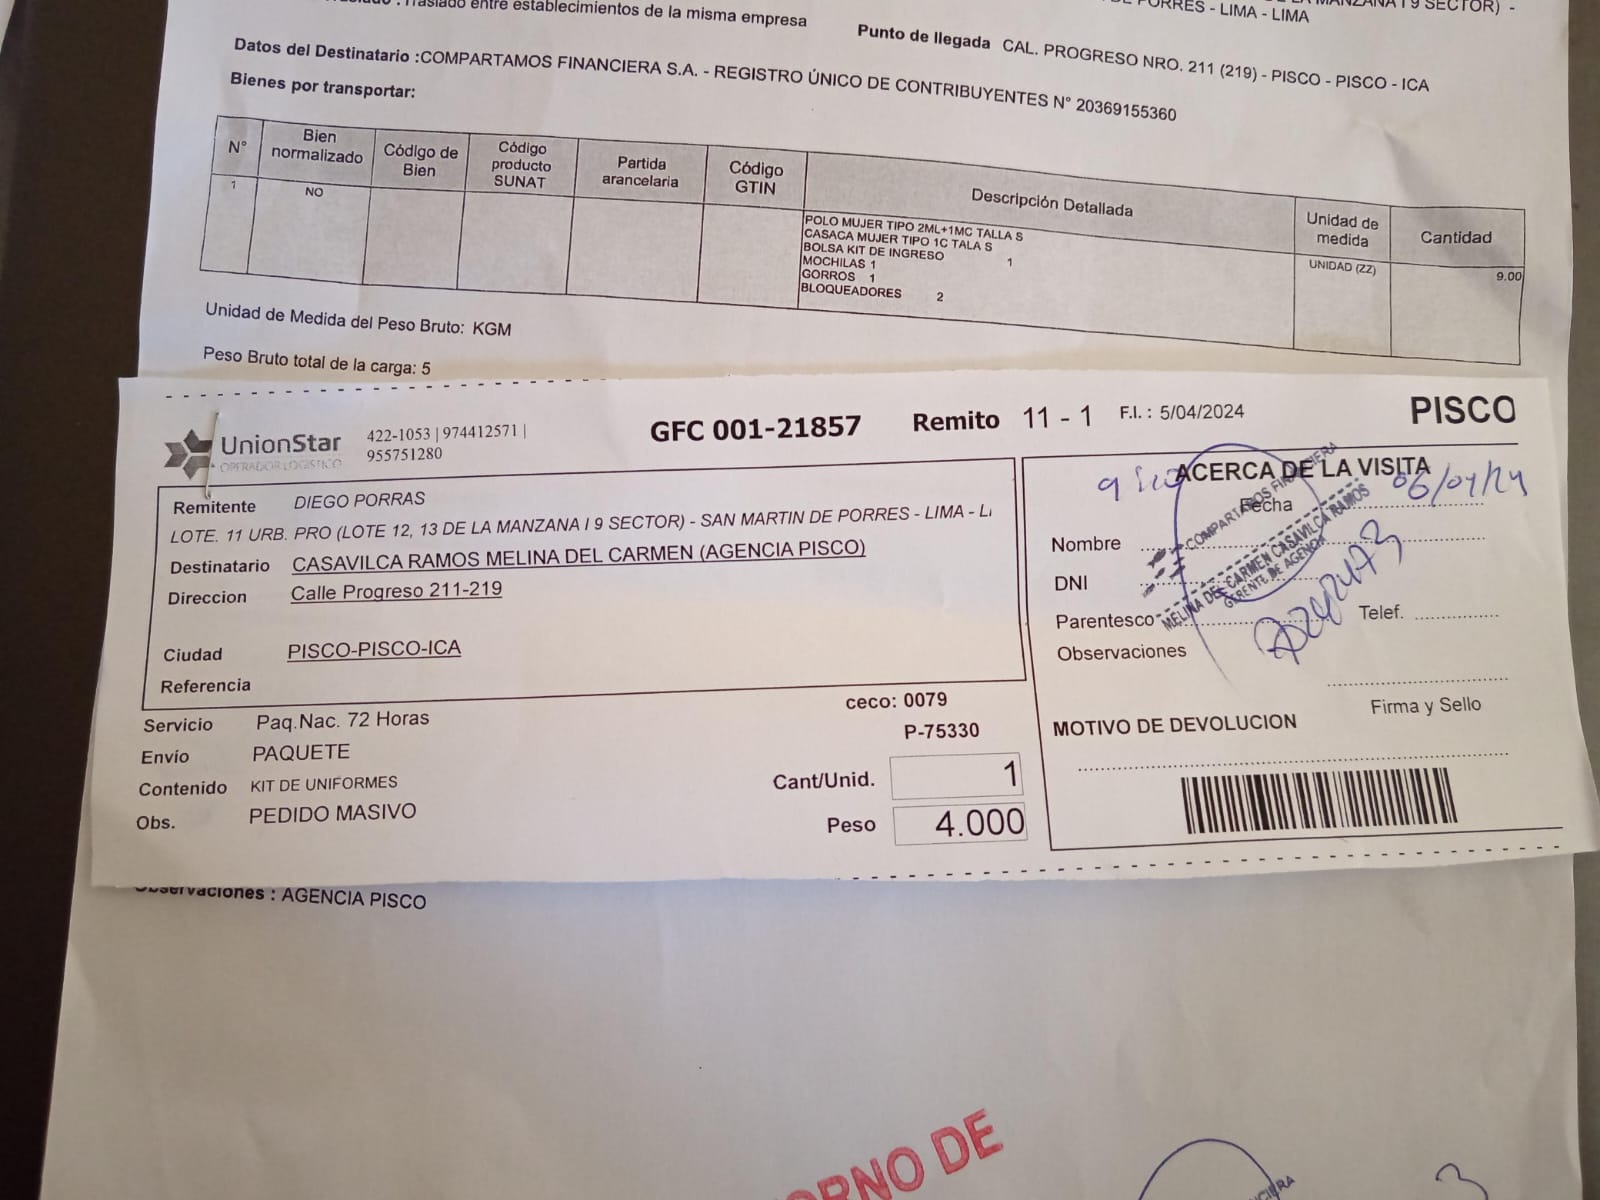 Traslado entre establecimientos de la misma empresa
PORRES - LIMA - LIMA
Punto de llegada CAL. PROGRESO NRO. 211 (219) - PISCO - PISCO - ICA
Datos del Destinatario :COMPARTAMOS FINANCIERA S.A. - REGISTRO ÚNICO DE CONTRIBUYENTES N° 20369155360
Bienes por transportar:
N° Bien normalizado Código de Bien Código producto SUNAT Partida arancelaria Código GTIN Descripción Detallada Unidad de medida Cantidad
1 NO POLO MUJER TIPO 2ML+1MC TALLA S UNIDAD (ZZ) 9.00
CASACA MUJER TIPO 1C TALA S
BOLSA KIT DE INGRESO 1
MOCHILAS 1
GORROS 1
BLOQUEADORES 2
Unidad de Medida del Peso Bruto: KGM
Peso Bruto total de la carga: 5
UnionStar
OPERADOR LOGISTICO
422-1053 | 974412571 |
955751280
GFC 001-21857 Remito 11 - 1 F.I. : 5/04/2024 PISCO
Remitente DIEGO PORRAS
LOTE. 11 URB. PRO (LOTE 12, 13 DE LA MANZANA I 9 SECTOR) - SAN MARTIN DE PORRES - LIMA - LI
Destinatario CASAVILCA RAMOS MELINA DEL CARMEN (AGENCIA PISCO)
Direccion Calle Progreso 211-219
Ciudad PISCO-PISCO-ICA
Referencia
Servicio Paq.Nac. 72 Horas
Envío PAQUETE
Contenido KIT DE UNIFORMES
Obs. PEDIDO MASIVO
ceco: 0079
P-75330
Cant/Unid. 1
Peso 4.000
ACERCA DE LA VISITA
Fecha 06/04/24
Nombre
DNI
Parentesco
Telef.
Observaciones
COMPARTAMOS FINANCIERA
MELINA DEL CARMEN CASAVILCA RAMOS
GERENTE DE AGENCIA
Firma y Sello
MOTIVO DE DEVOLUCION
Observaciones : AGENCIA PISCO
ORNO DE